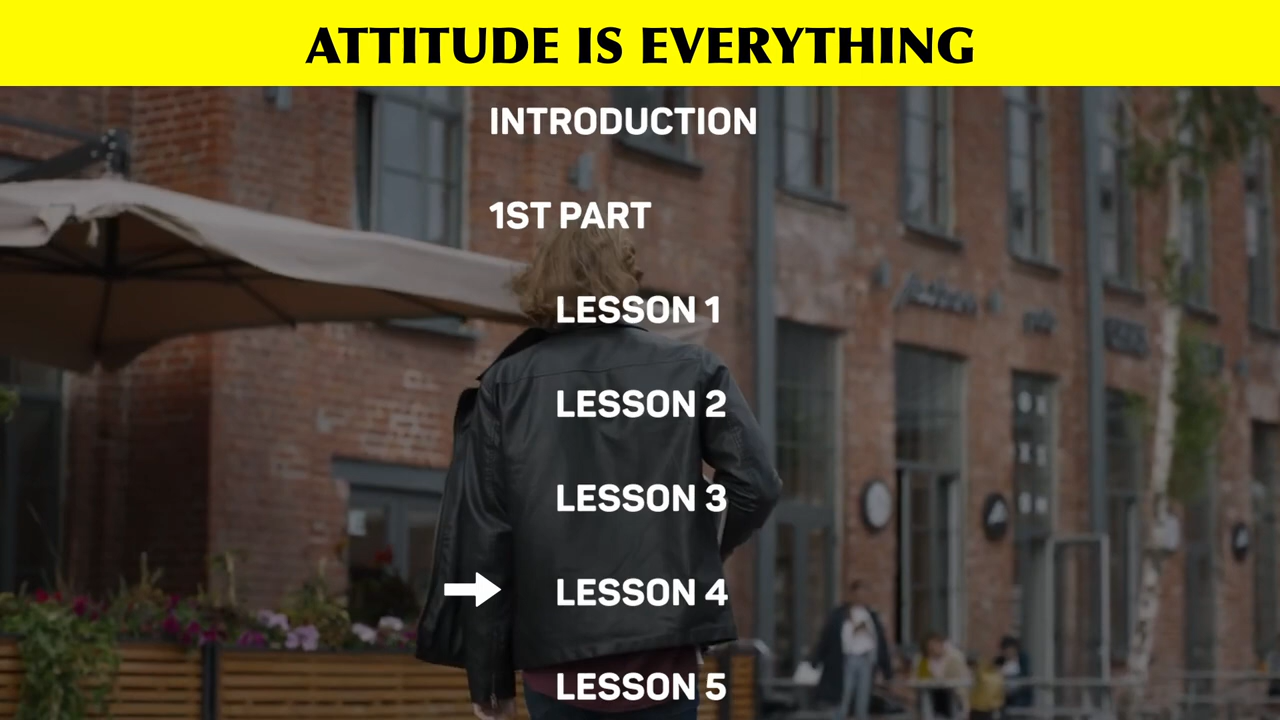 ATTITUDE IS EVERYTHING
INTRODUCTION
1ST PART
LESSON 1
LESSON 2
LESSON 3
LESSON 4
LESSON 5